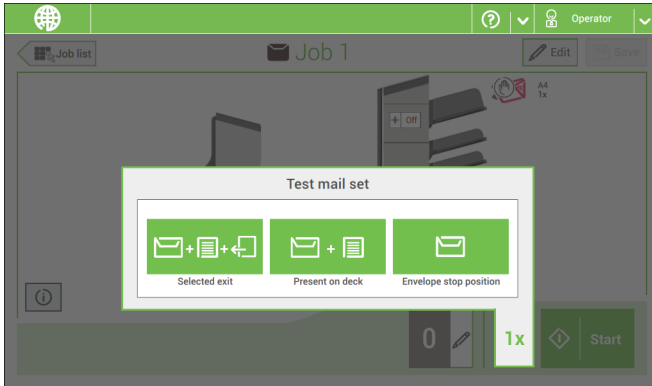 Operator
Job list
Job 1
Edit
Save
A4
1x
+ Off
Test mail set
Selected exit
Present on deck
Envelope stop position
0
1x
Start